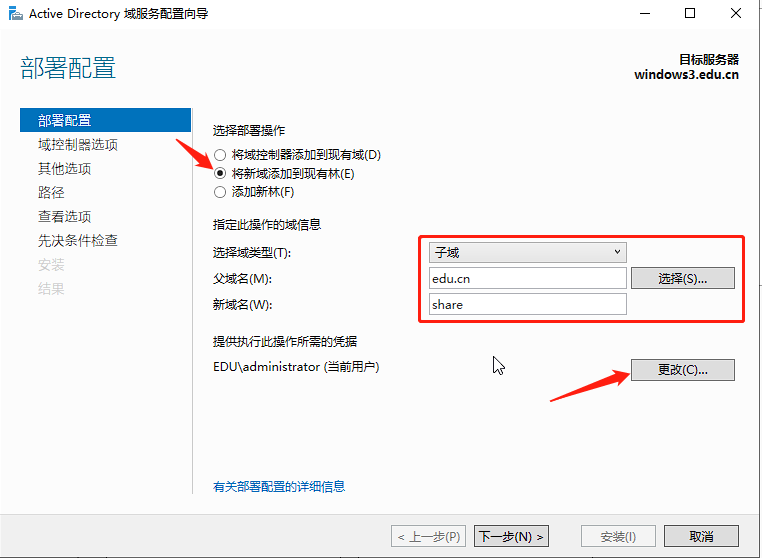 Active Directory 域服务配置向导
部署配置
目标服务器
windows3.edu.cn
部署配置
域控制器选项
其他选项
路径
查看选项
先决条件检查
安装
结果
选择部署操作
将域控制器添加到现有域(D)
将新域添加到现有林(E)
添加新林(F)
指定此操作的域信息
选择域类型(T): 子域
父域名(M): edu.cn 选择(S)...
新域名(W): share
提供执行此操作所需的凭据
EDU\administrator (当前用户) 更改(C)...
有关部署配置的详细信息
< 上一步(P) 下一步(N) > 安装(I) 取消